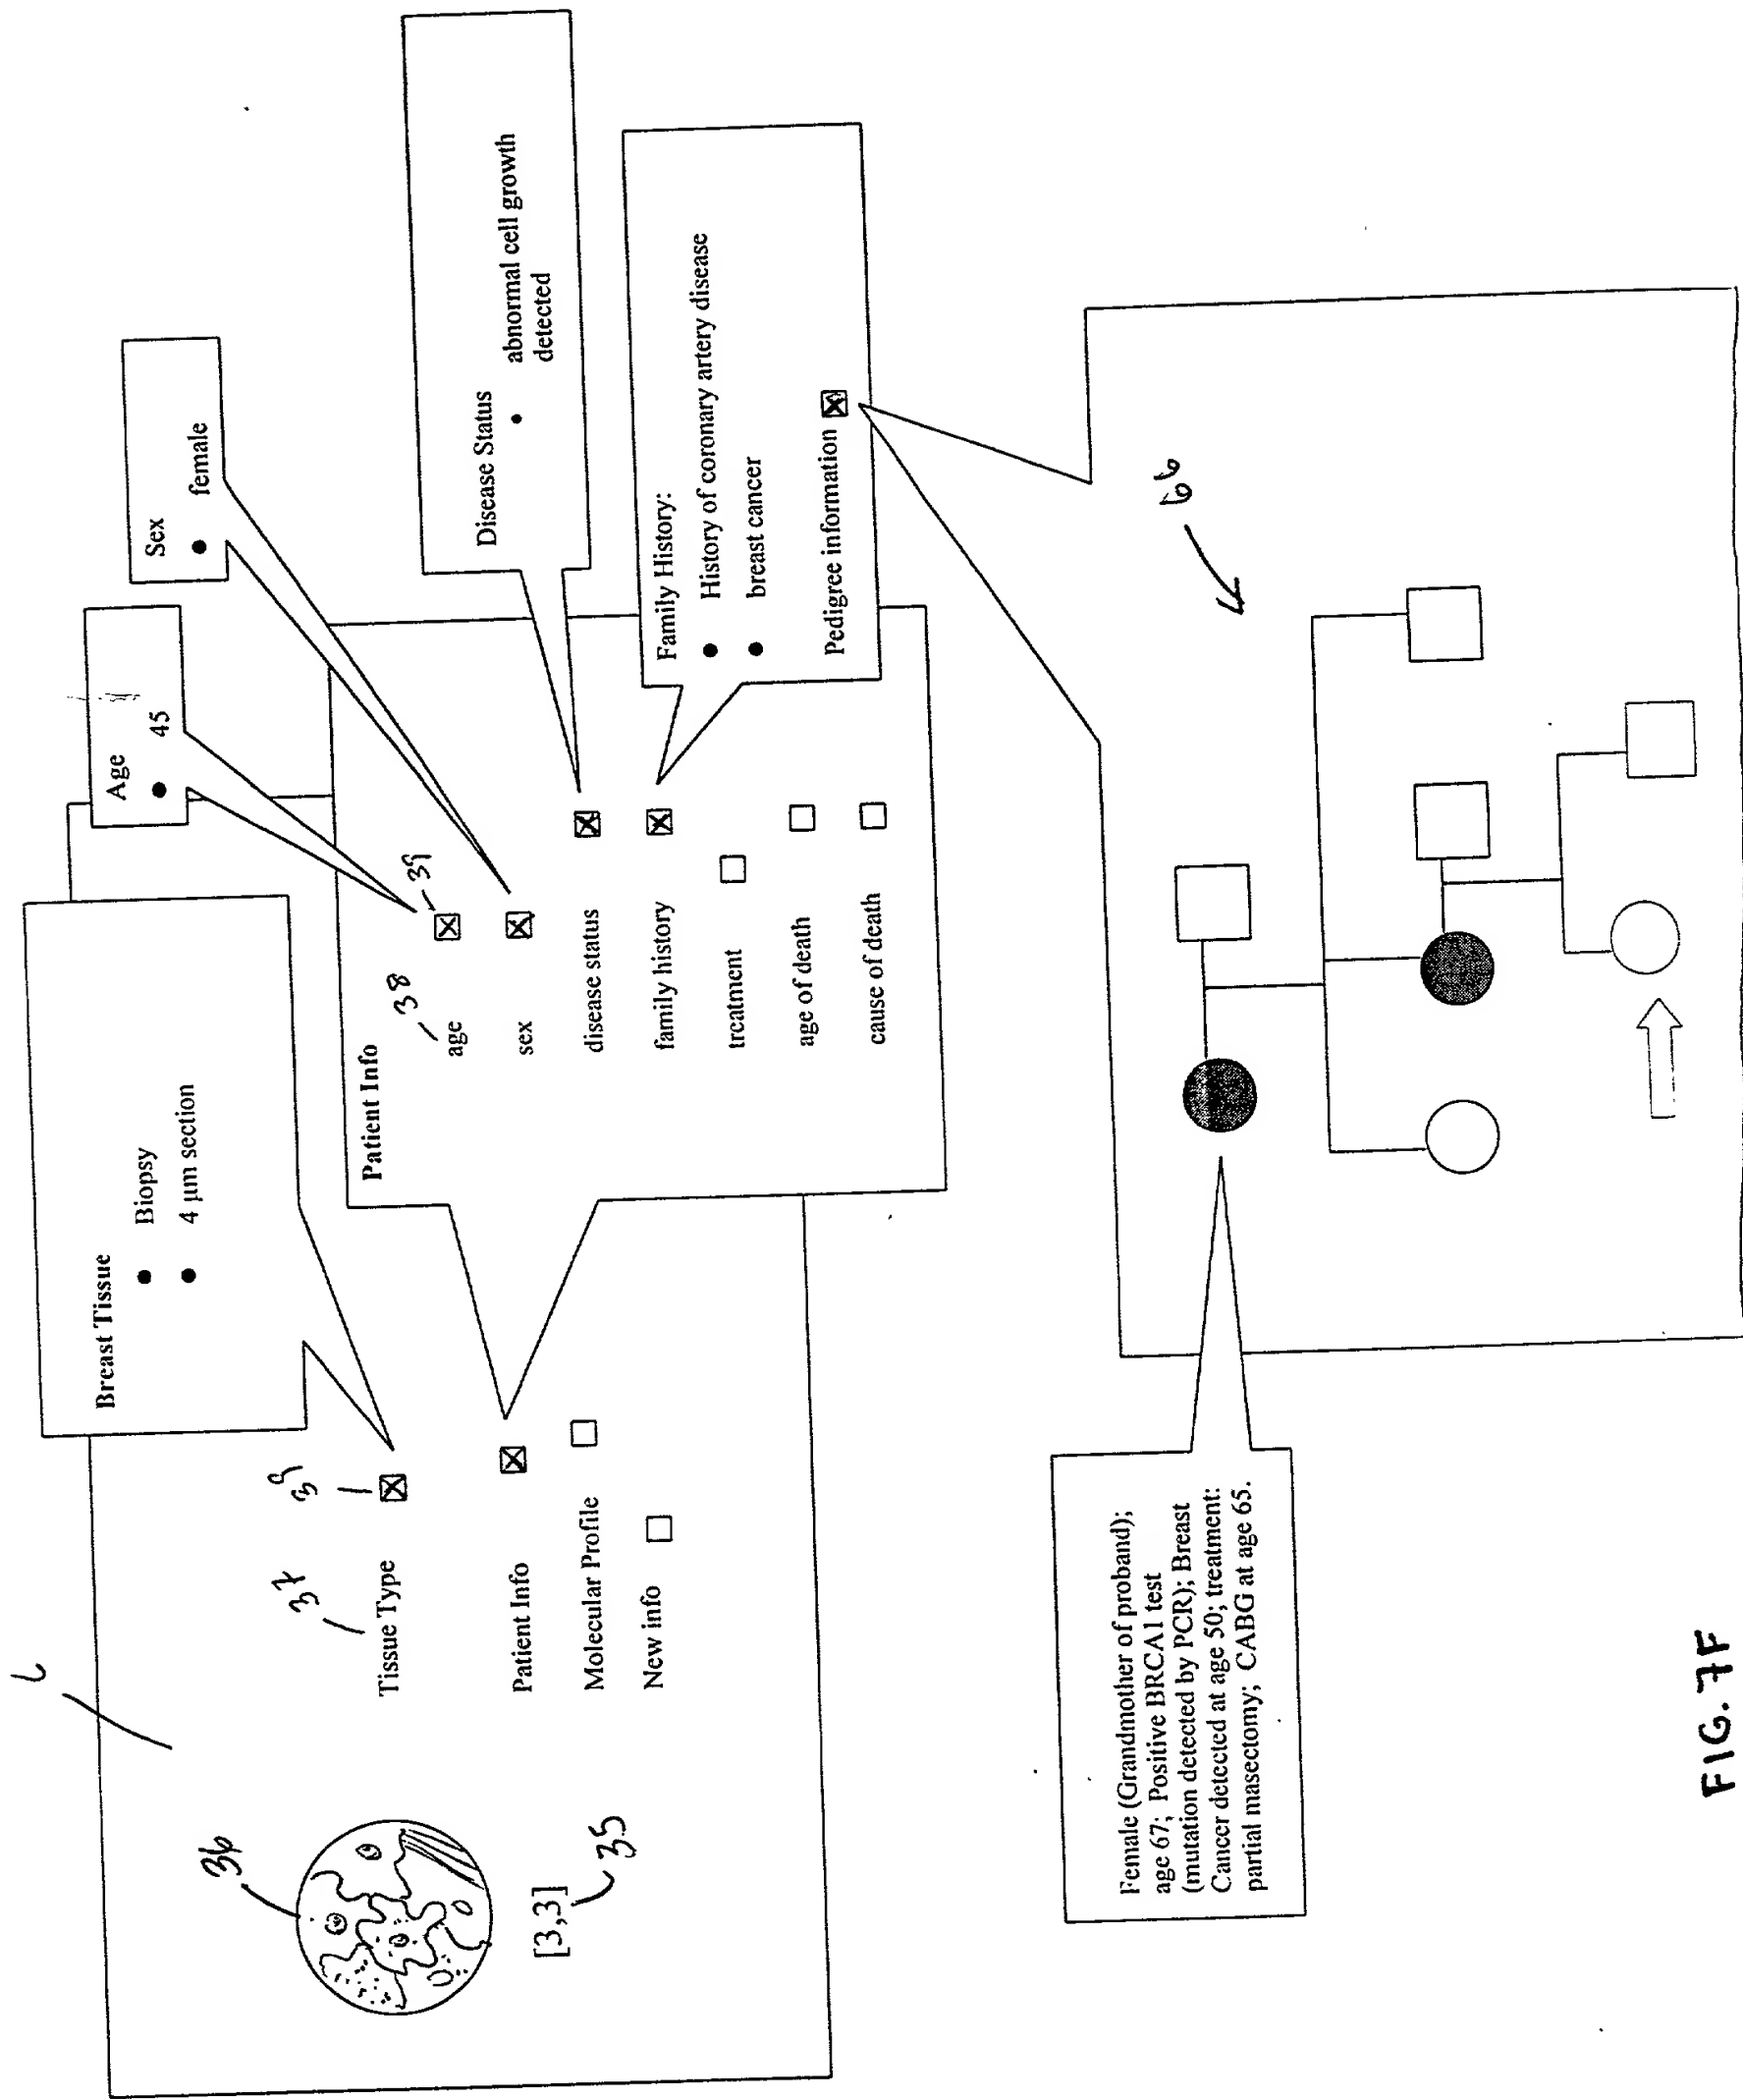 6
36
[3,3]
35
37
39
Tissue Type
Patient Info
Molecular Profile
New info
Breast Tissue
• Biopsy
• 4 μm section
Patient Info
38
39
age
sex
disease status
family history
treatment
age of death
cause of death
Age
• 45
Sex
• female
Disease Status
• abnormal cell growth
detected
Family History:
• History of coronary artery disease
• breast cancer
Pedigree information
66
Female (Grandmother of proband);
age 67; Positive BRCA1 test
(mutation detected by PCR); Breast
Cancer detected at age 50; treatment:
partial masectomy; CABG at age 65.
FIG. 7F